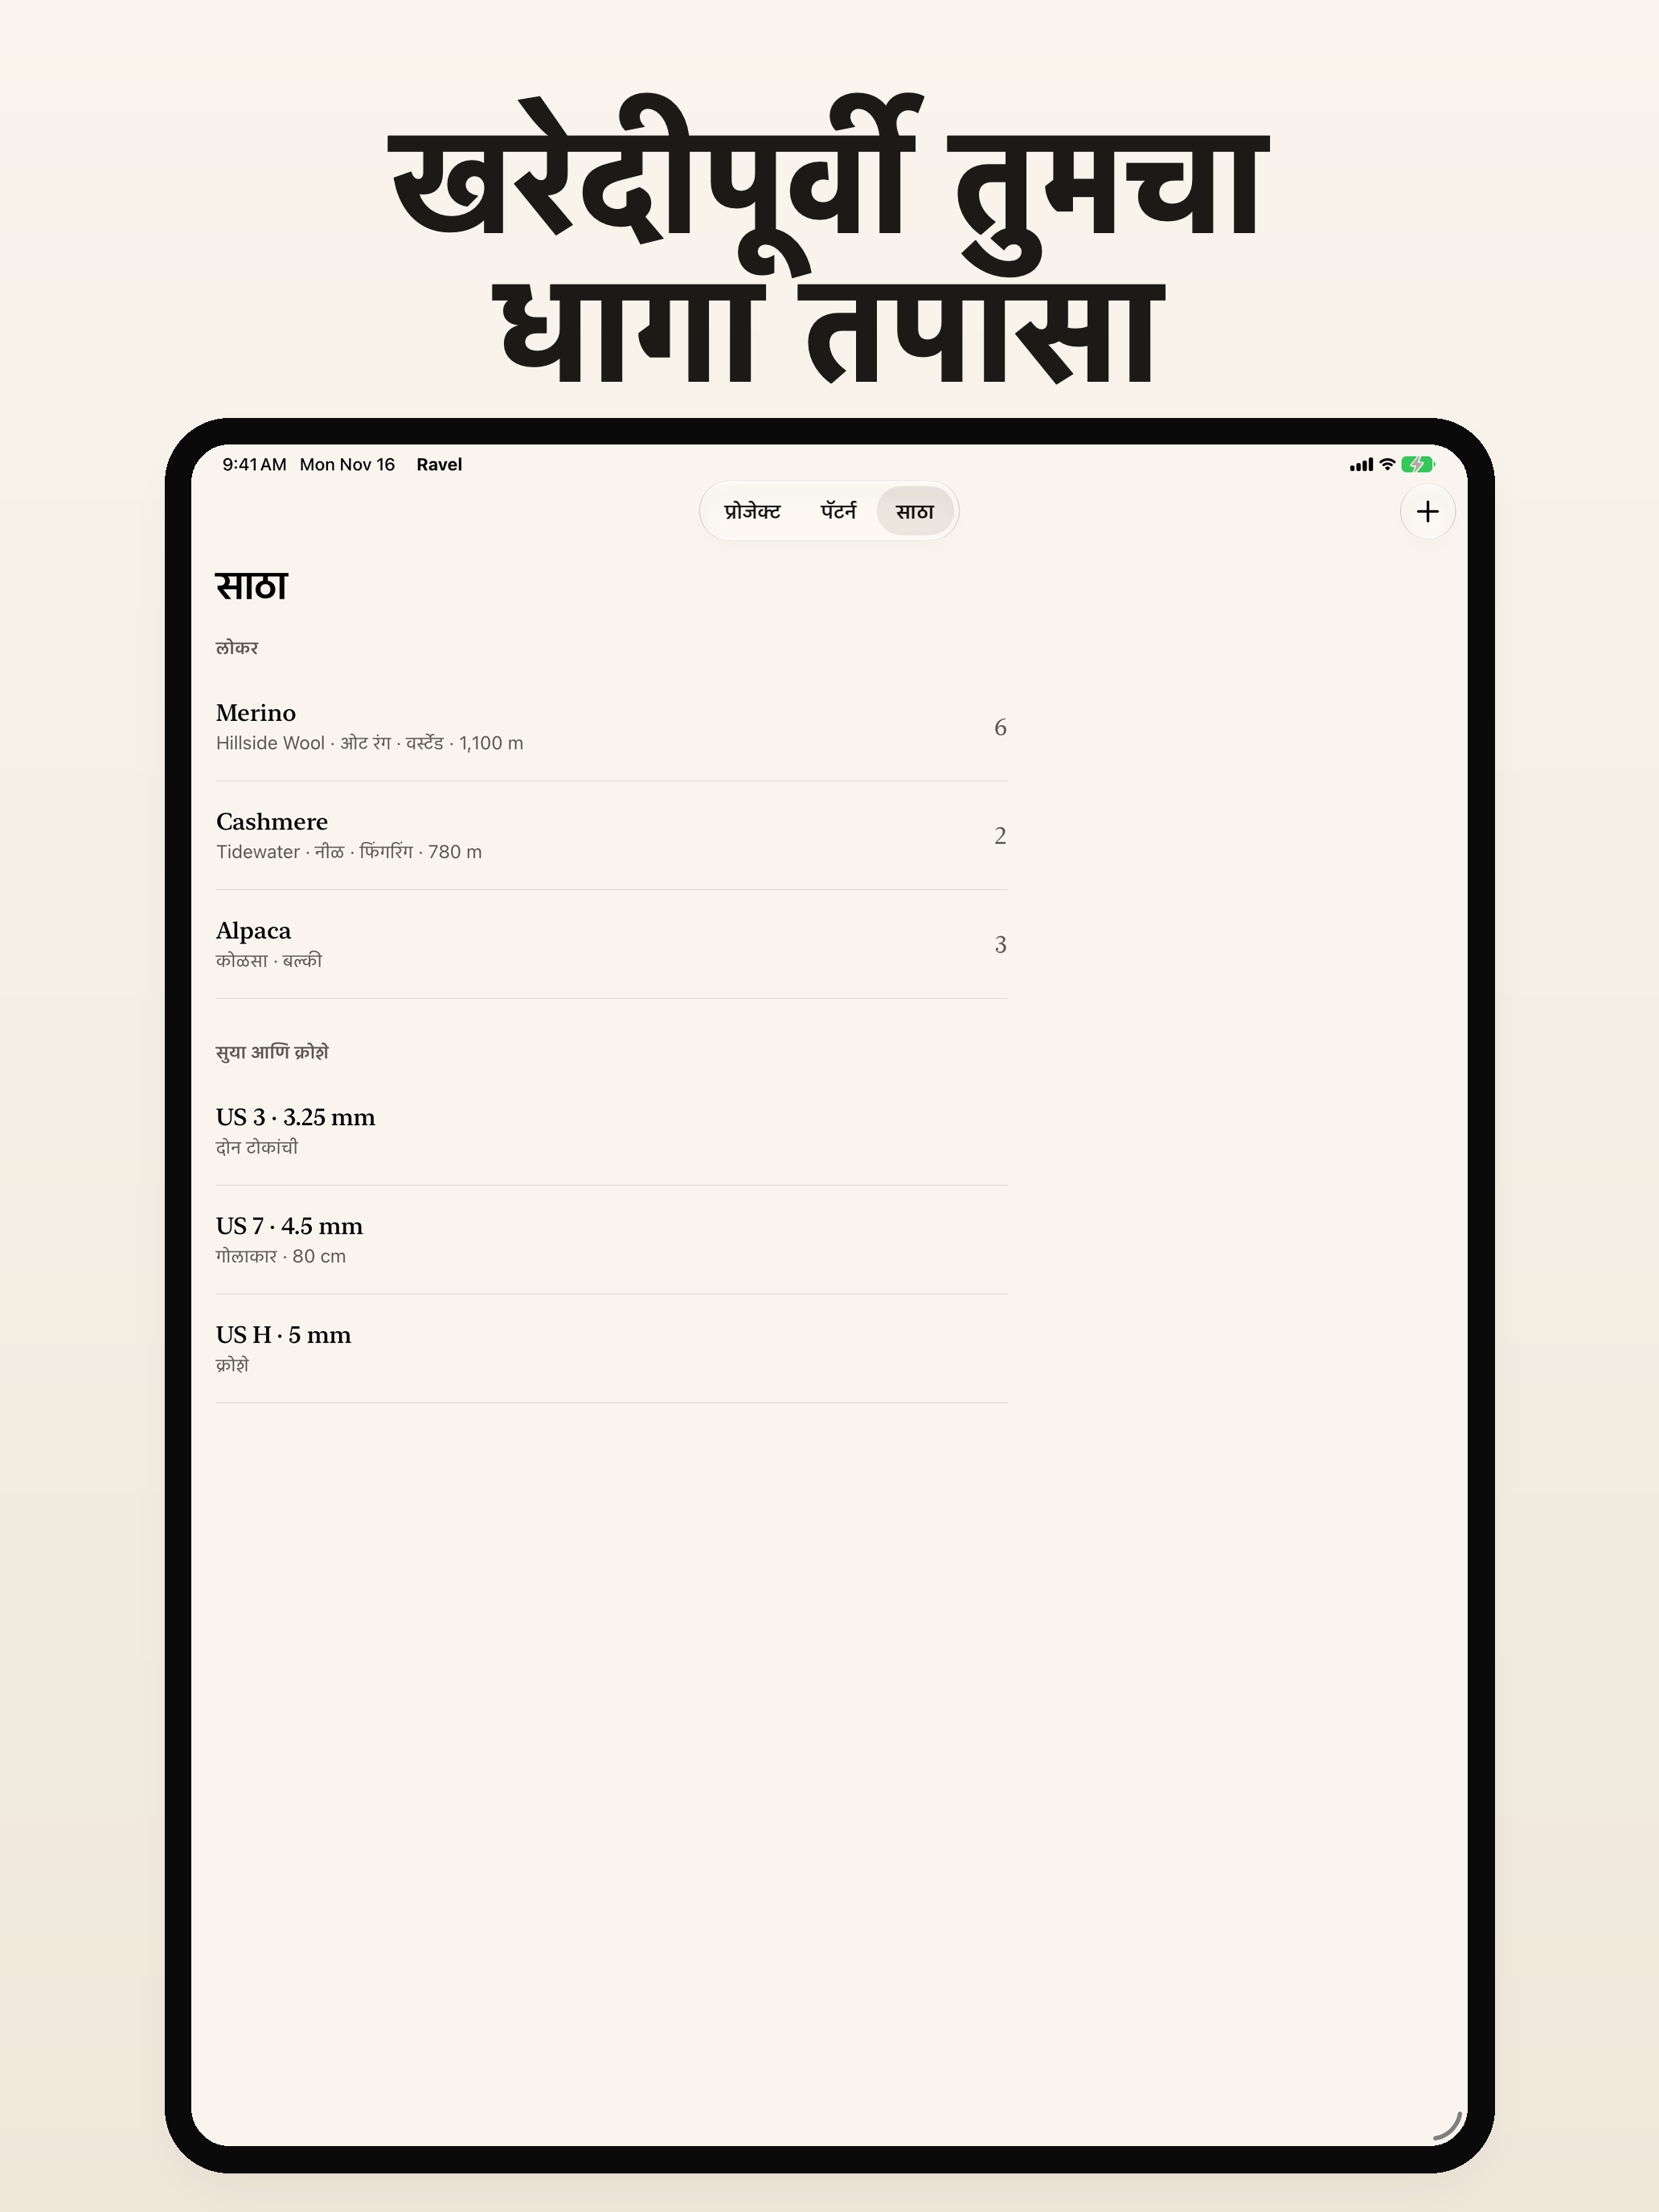 खरेदीपूर्वी तुमचा
धागा तपासा
9:41 AM Mon Nov 16 Ravel
प्रोजेक्ट पॅटर्न साठा
साठा
लोकर
Merino
6
Hillside Wool · ओट रंग · वर्स्टेड · 1,100 m
Cashmere
2
Tidewater · नीळ · फिंगरिंग · 780 m
Alpaca
3
कोळसा · बल्की
सुया आणि क्रोशे
US 3 · 3.25 mm
दोन टोकांची
US 7 · 4.5 mm
गोलाकार · 80 cm
US H · 5 mm
क्रोशे